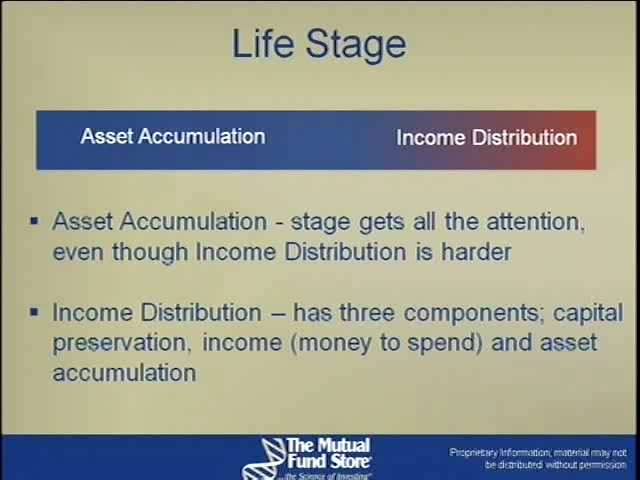 Life Stage
Asset Accumulation
Income Distribution
▪ Asset Accumulation - stage gets all the attention,
even though Income Distribution is harder
▪ Income Distribution – has three components; capital
preservation, income (money to spend) and asset
accumulation
The Mutual
Fund Store®
...the Science of Investing®
Proprietary Information, material may not
be distributed without permission